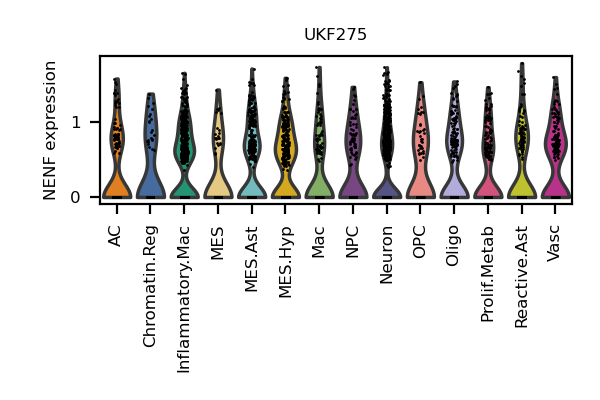 UKF275
NENF expression
1
0
AC
Chromatin.Reg
Inflammatory.Mac
MES
MES.Ast
MES.Hyp
Mac
NPC
Neuron
OPC
Oligo
Prolif.Metab
Reactive.Ast
Vasc